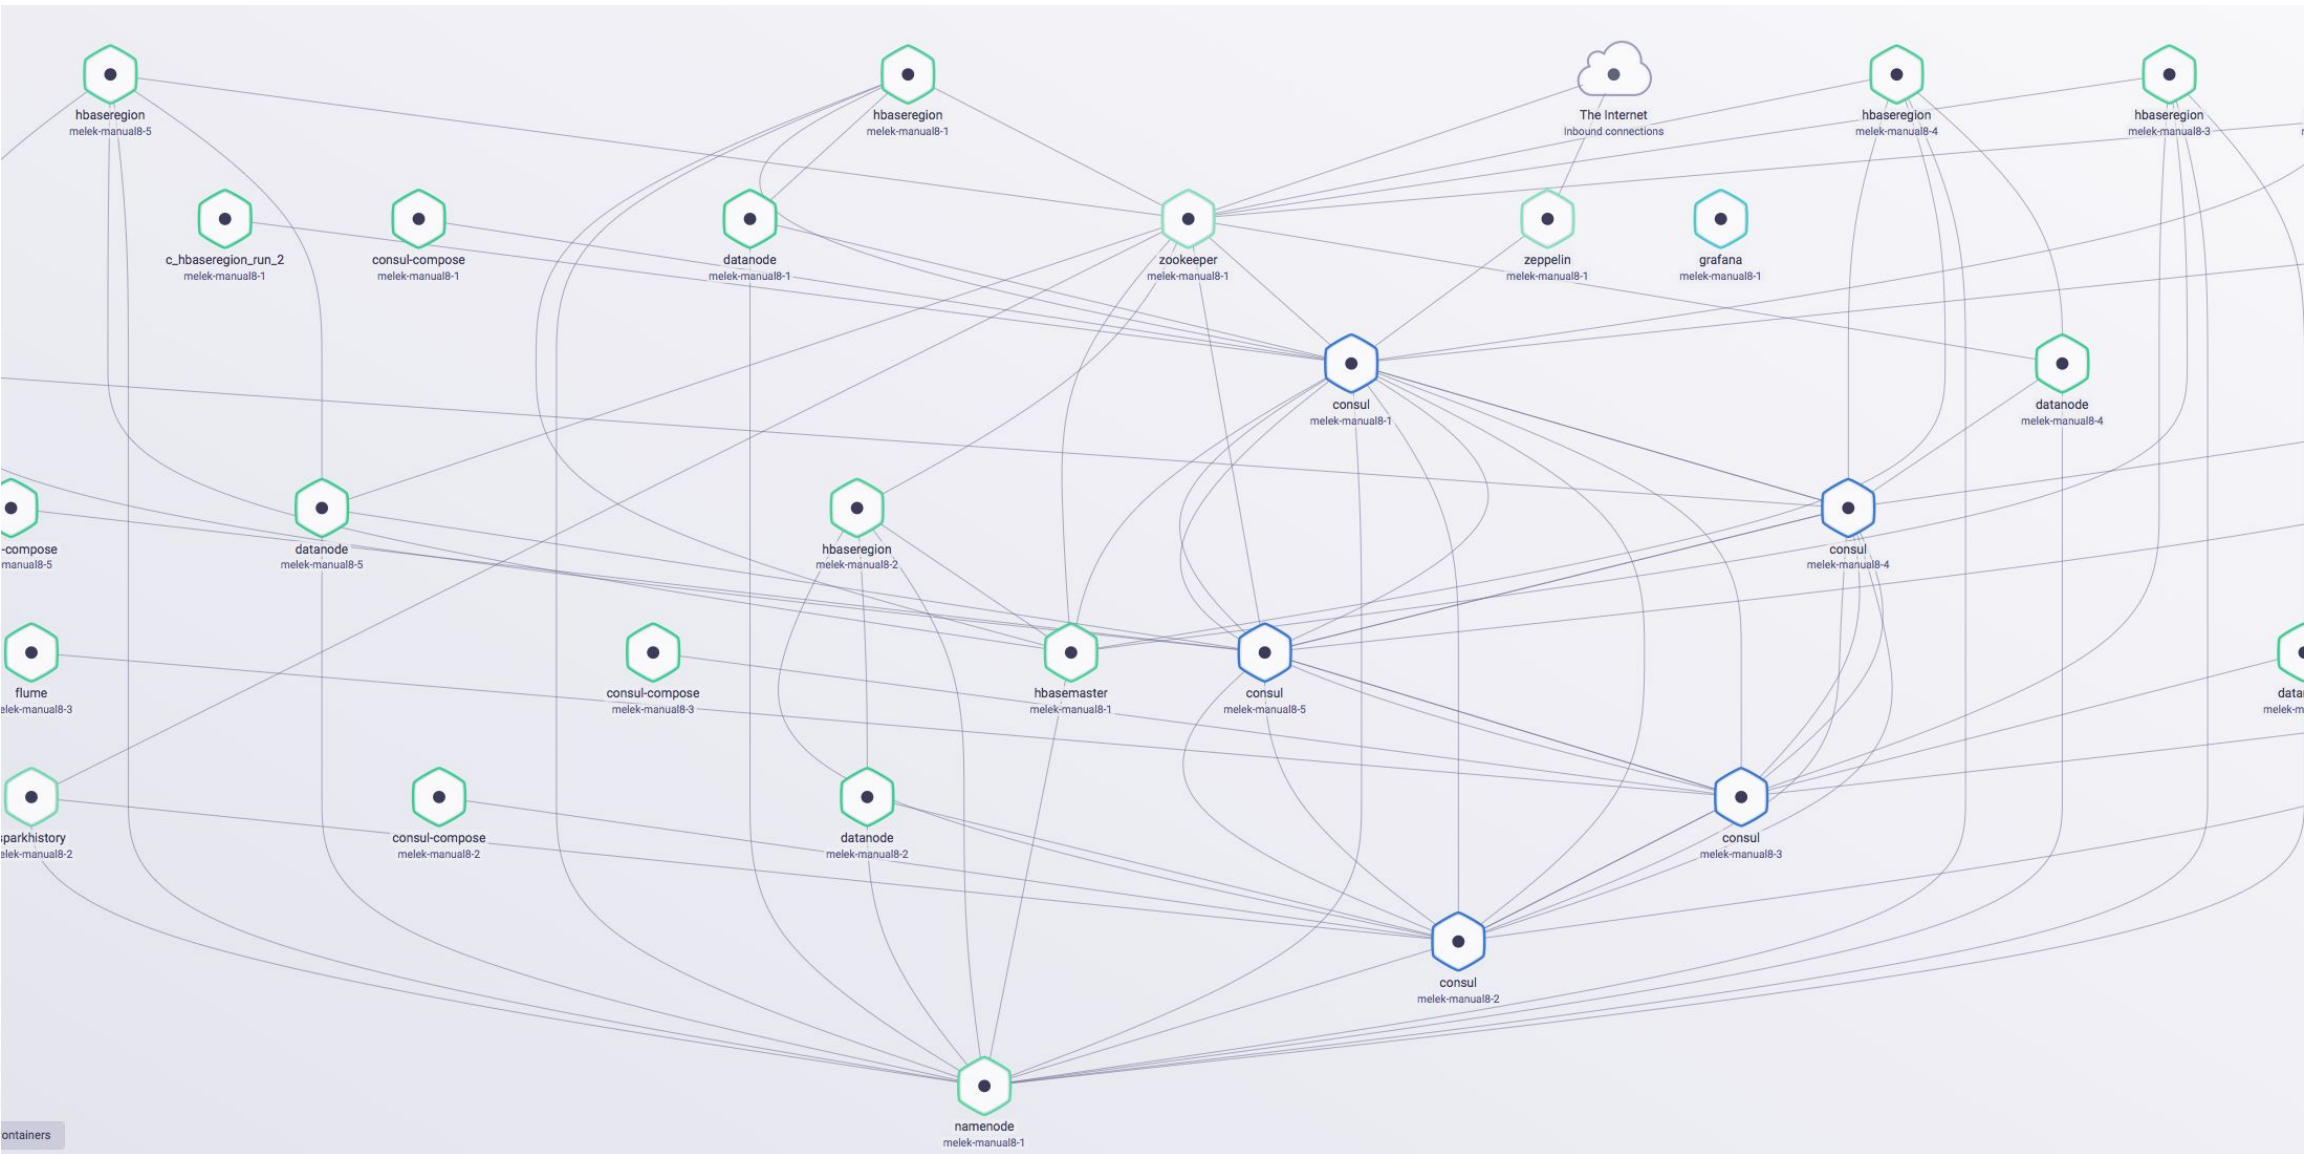 hbaseregion
melek-manual8-5
hbaseregion
melek-manual8-1
The Internet
Inbound connections
hbaseregion
melek-manual8-4
hbaseregion
melek-manual8-3
c_hbaseregion_run_2
melek-manual8-1
consul-compose
melek-manual8-1
datanode
melek-manual8-1
zookeeper
melek-manual8-1
zeppelin
melek-manual8-1
grafana
melek-manual8-1
consul
melek-manual8-1
datanode
melek-manual8-4
-compose
manual8-5
datanode
melek-manual8-5
hbaseregion
melek-manual8-2
consul
melek-manual8-4
flume
elek-manual8-3
consul-compose
melek-manual8-3
hbasemaster
melek-manual8-1
consul
melek-manual8-5
datar
melek-m
sparkhistory
elek-manual8-2
consul-compose
melek-manual8-2
datanode
melek-manual8-2
consul
melek-manual8-3
consul
melek-manual8-2
namenode
melek-manual8-1
ontainers